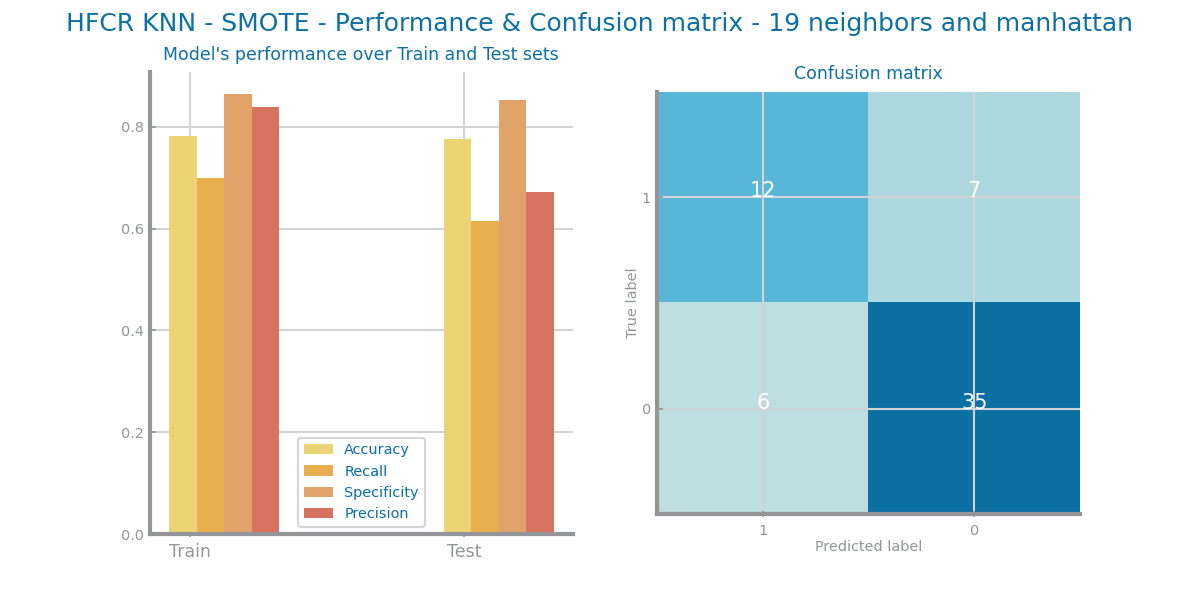 HFCR KNN - SMOTE - Performance & Confusion matrix - 19 neighbors and manhattan
Model's performance over Train and Test sets
0.8
0.6
0.4
0.2
0.0
Train
Test
Accuracy
Recall
Specificity
Precision
Confusion matrix
True label
1
0
12
7
6
35
1
0
Predicted label